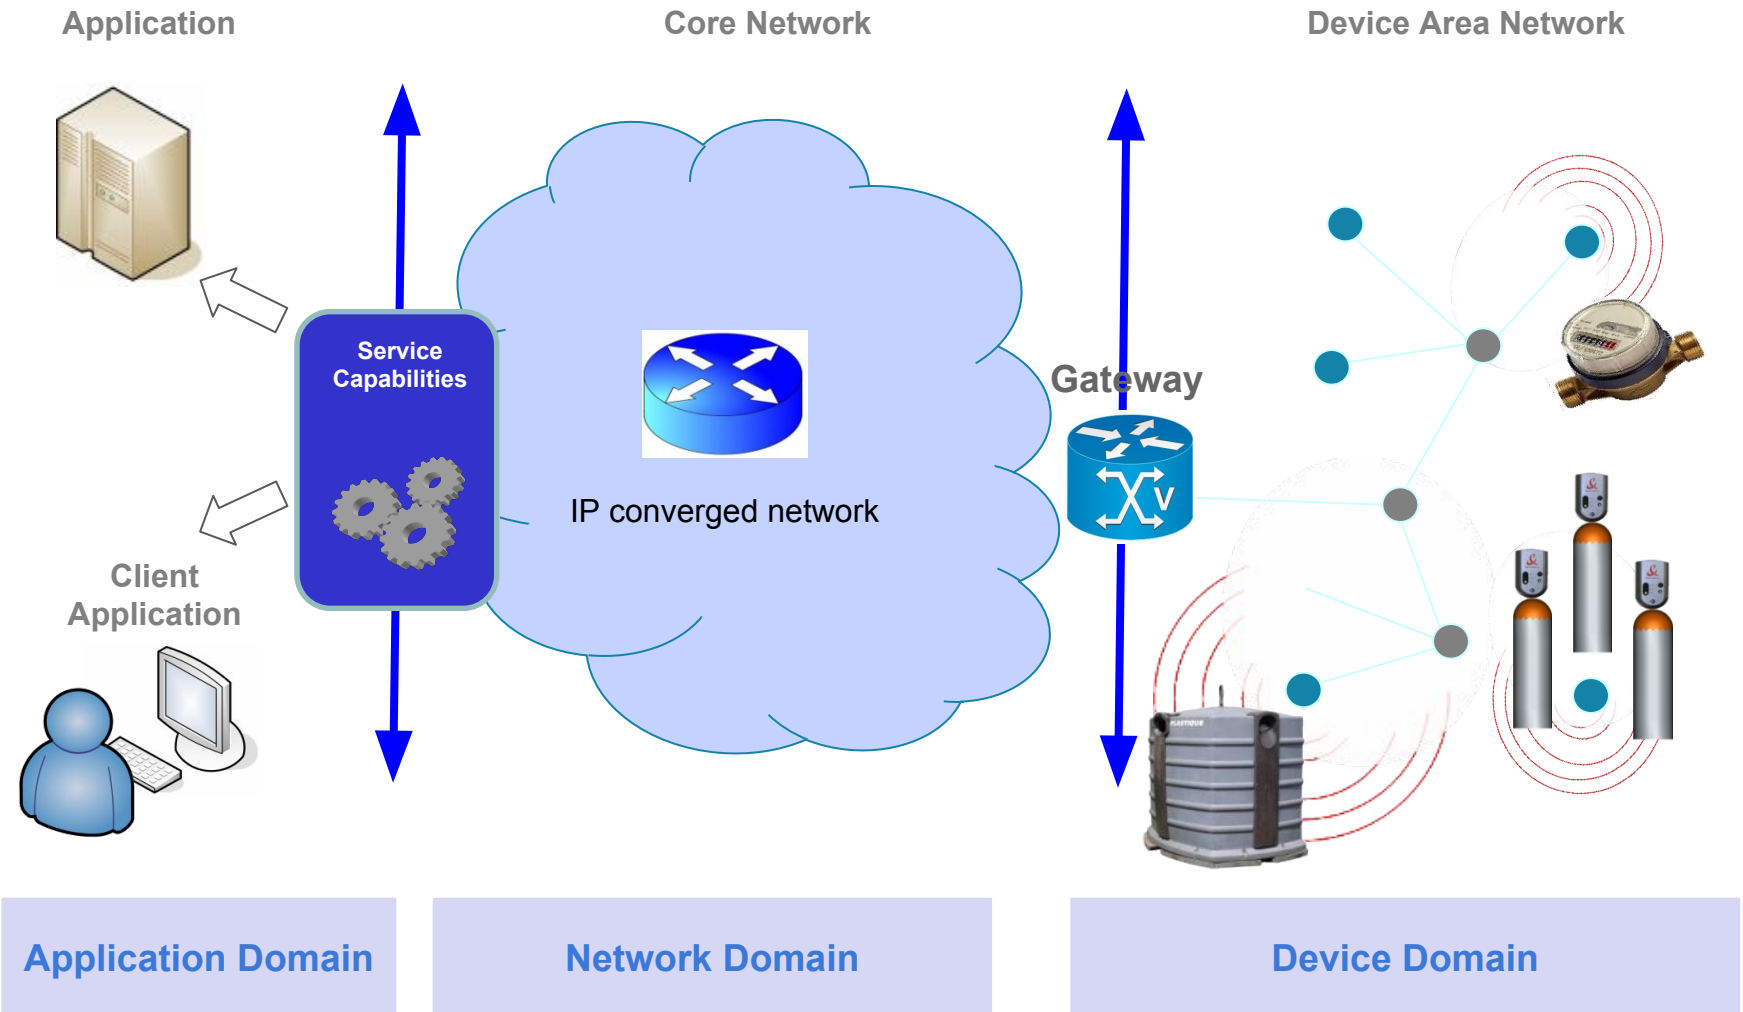 Application
Core Network
Device Area Network
Service
Capabilities
Gateway
V
IP converged network
Client
Application
PLASTIQUE
Application Domain
Network Domain
Device Domain